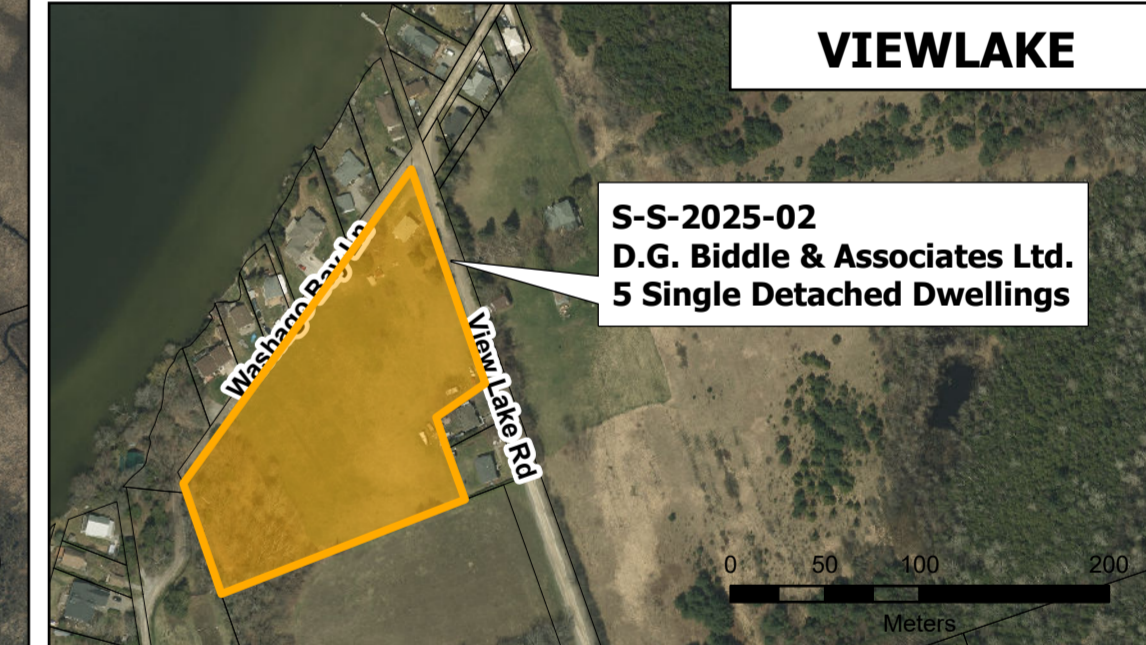 VIEWLAKE
S-S-2025-02
D.G. Biddle & Associates Ltd.
5 Single Detached Dwellings
Washago Bay Ln
View Lake Rd
0 50 100 200
Meters